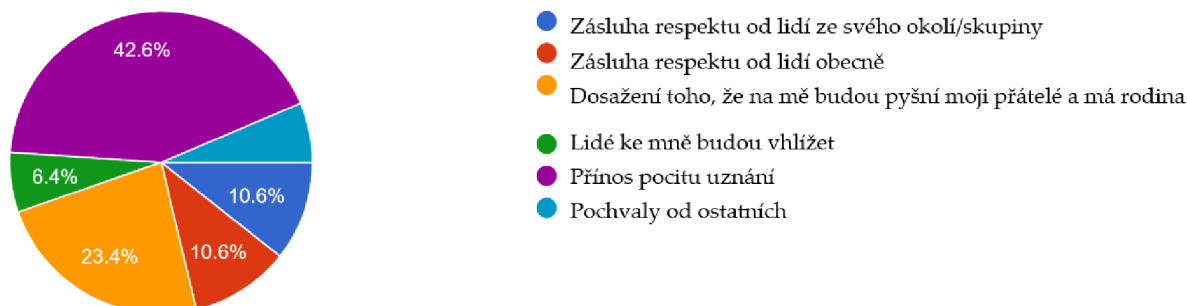 42.6%
6.4%
23.4%
10.6%
10.6%
Zásluha respektu od lidí ze svého okolí/skupiny
Zásluha respektu od lidí obecně
Dosažení toho, že na mě budou pyšní moji přátelé a má rodina
Lidé ke mně budou vhlížet
Přínos pocitu uznání
Pochvaly od ostatních